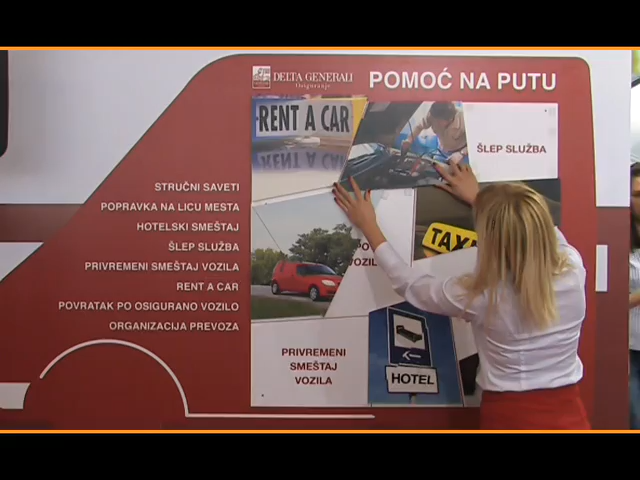 DELTA GENERALI
Osiguranje
POMOĆ NA PUTU
RENT A CAR
ŠLEP SLUŽBA
STRUČNI SAVETI
POPRAVKA NA LICU MESTA
HOTELSKI SMEŠTAJ
ŠLEP SLUŽBA
PRIVREMENI SMEŠTAJ VOZILA
RENT A CAR
POVRATAK PO OSIGURANO VOZILO
ORGANIZACIJA PREVOZA
PO
TAXI
PRIVREMENI
SMEŠTAJ
VOZILA
HOTEL